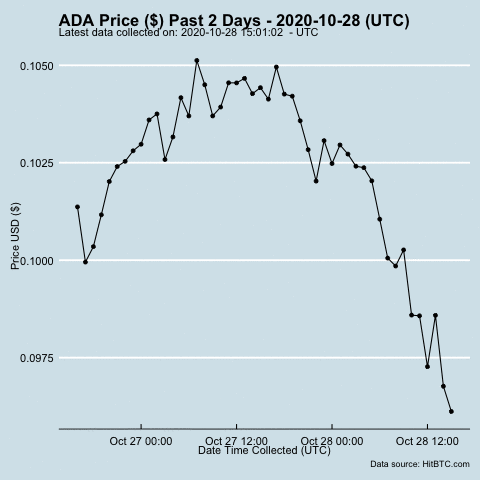 ADA Price ($) Past 2 Days - 2020-10-28 (UTC)
Latest data collected on: 2020-10-28 15:01:02 - UTC
0.1050
0.1025
0.1000
0.0975
Price USD ($)
Oct 27 00:00 Oct 27 12:00 Oct 28 00:00 Oct 28 12:00
Date Time Collected (UTC)
Data source: HitBTC.com